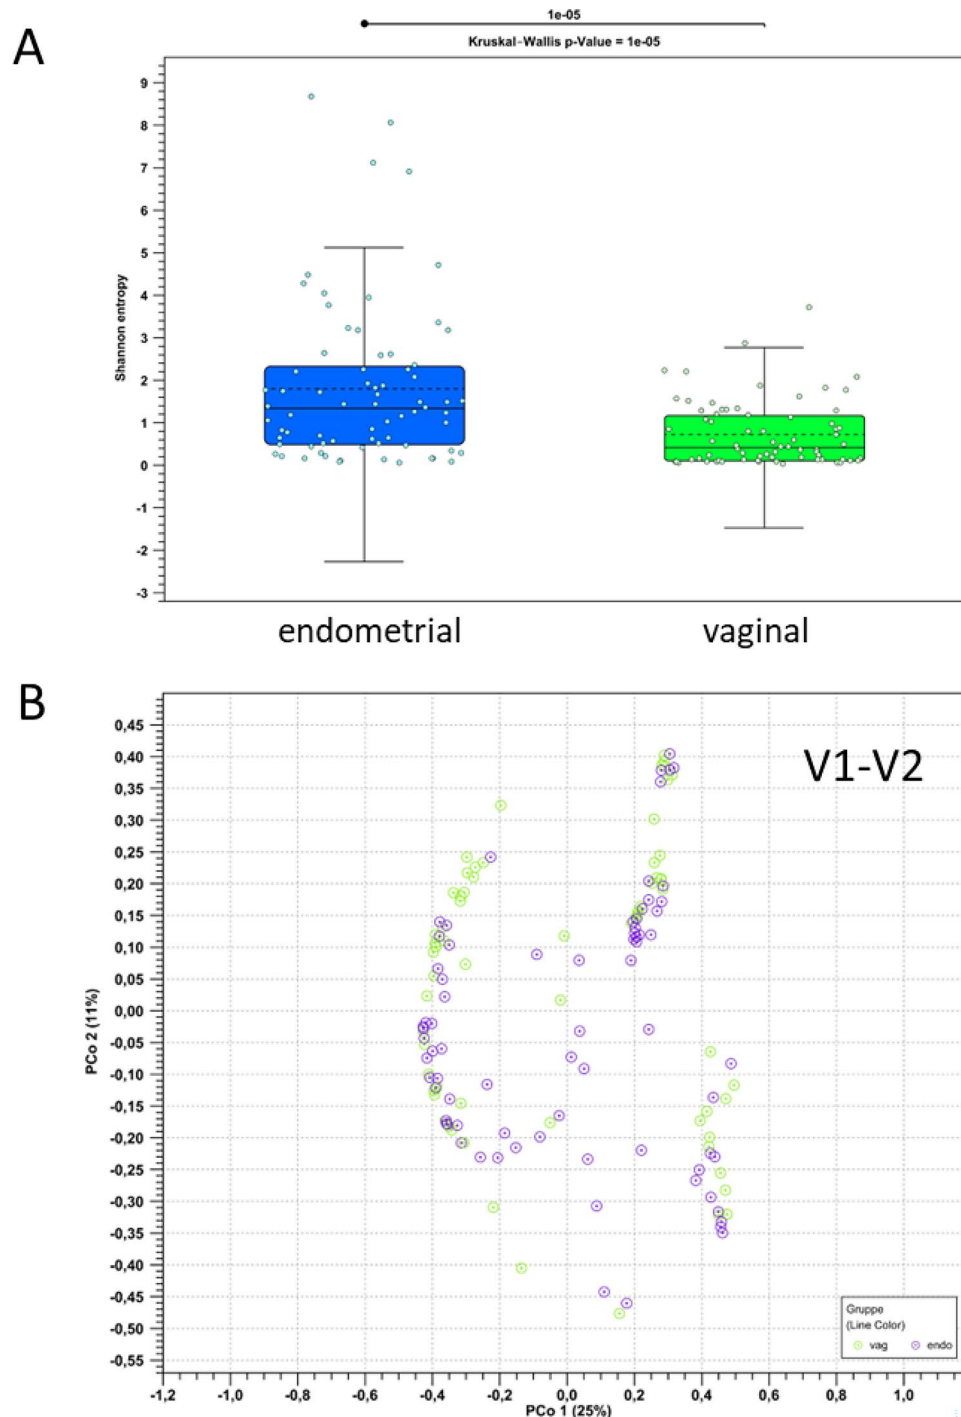 1e-05
A
Kruskal-Wallis p-Value = 1e-05
9
8
7
6
5
4
3
2
1
0
-1
-2
-3
Shannon entropy
endometrial vaginal
B
V1-V2
0,45
0,40
0,35
0,30
0,25
0,20
0,15
0,10
0,05
0,00
-0,05
-0,10
-0,15
-0,20
-0,25
-0,30
-0,35
-0,40
-0,45
-0,50
-0,55
PCo 2 (11%)
Gruppe
(Line Color)
vag endo
-1,2 -1,0 -0,8 -0,6 -0,4 -0,2 0,0 0,2 0,4 0,6 0,8 1,0
PCo 1 (25%)